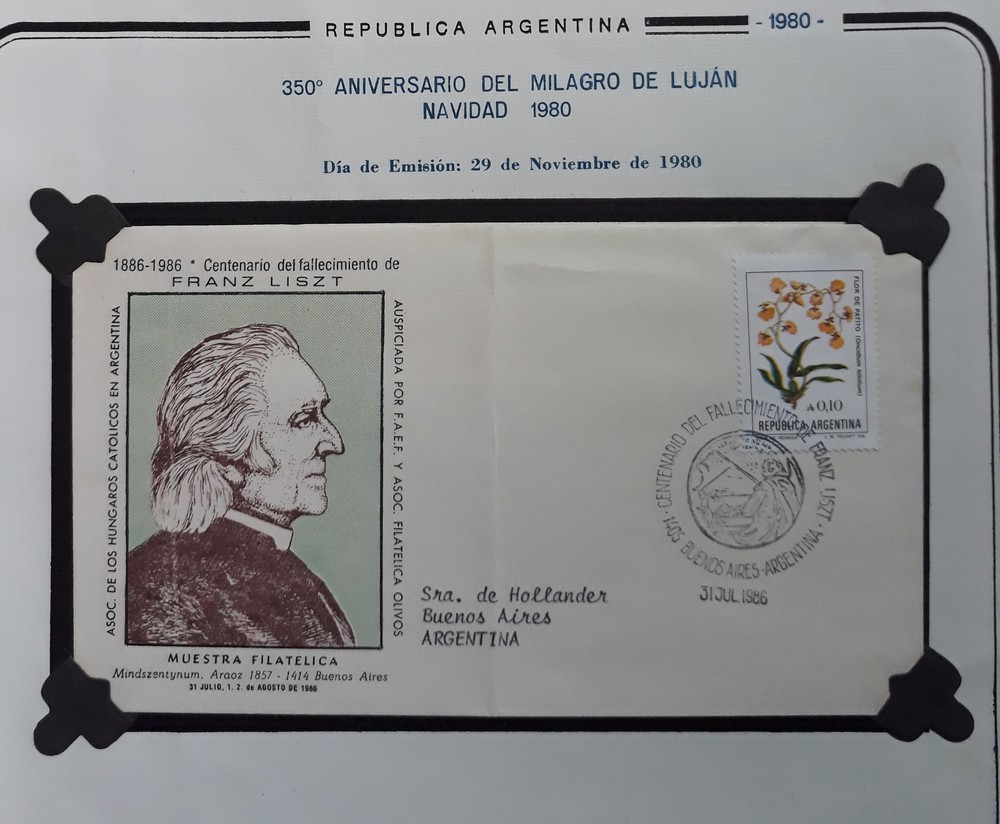 REPUBLICA ARGENTINA
- 1980 -
350º ANIVERSARIO DEL MILAGRO DE LUJÁN
NAVIDAD 1980
Día de Emisión: 29 de Noviembre de 1980
1886-1986 * Centenario del fallecimiento de
FRANZ LISZT
ASOC. DE LOS HUNGAROS CATOLICOS EN ARGENTINA
AUSPICIADA POR F.A.E.F. Y ASOC. FILATELICA OLIVOS
MUESTRA FILATELICA
Mindszentynum, Araoz 1857 - 1414 Buenos Aires
31 JULIO, 1. 2. de AGOSTO DE 1986
FLOR DE PATITO (Oncidium bifolium)
A 0,10
REPUBLICA ARGENTINA
CENTENARIO DEL FALLECIMIENTO DE FRANZ LISZT
1405 BUENOS AIRES-ARGENTINA
31 JUL. 1986
Sra. de Hollander
Buenos Aires
ARGENTINA